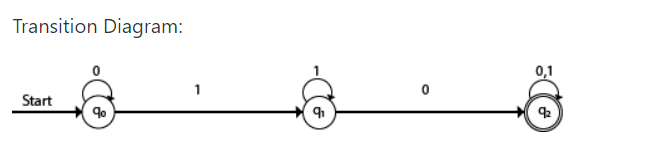 Transition Diagram:
0 1 0,1
Start 1 0
q0 q1 q2